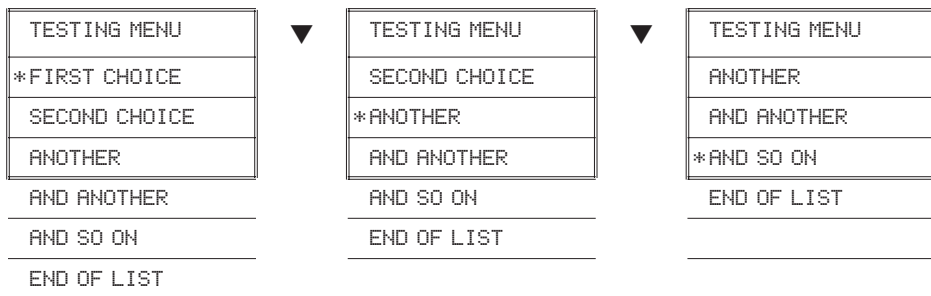 TESTING MENU
*FIRST CHOICE
SECOND CHOICE
ANOTHER
AND ANOTHER
AND SO ON
END OF LIST
▼
TESTING MENU
SECOND CHOICE
*ANOTHER
AND ANOTHER
AND SO ON
END OF LIST
▼
TESTING MENU
ANOTHER
AND ANOTHER
*AND SO ON
END OF LIST